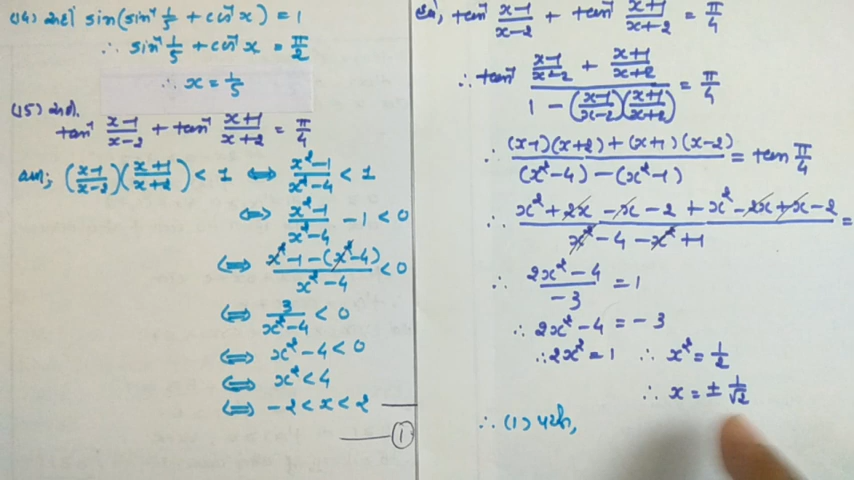 (14) અહીં sin(sin⁻¹ 1/5 + cos⁻¹ x) = 1
∴ sin⁻¹ 1/5 + cos⁻¹ x = π/2
∴ x = 1/5
(15) અહીં.
tan⁻¹ (x-1)/(x-2) + tan⁻¹ (x+1)/(x+2) = π/4
((x-1)/(x-2))((x+1)/(x+2)) < 1 ⇔ (x²-1)/(x²-4) < 1
⇔ (x²-1)/(x²-4) - 1 < 0
⇔ (x²-1-(x²-4))/(x²-4) < 0
⇔ 3/(x²-4) < 0
⇔ x²-4 < 0
⇔ x² < 4
⇔ -2 < x < 2 —
— ①
tan⁻¹ (x-1)/(x-2) + tan⁻¹ (x+1)/(x+2) = π/4
∴ tan⁻¹ ((x-1)/(x-2) + (x+1)/(x+2))/(1 - ((x-1)/(x-2))((x+1)/(x+2))) = π/4
∴ ((x-1)(x+2) + (x+1)(x-2))/((x²-4) - (x²-1)) = tan π/4
∴ (x² + 2x - x - 2 + x² - 2x + x - 2)/(x² - 4 - x² + 1) =
∴ (2x²-4)/(-3) = 1
∴ 2x²-4 = -3
∴ 2x² = 1 ∴ x² = 1/2
∴ x = ± 1/√2
∴ (1) પરથી,